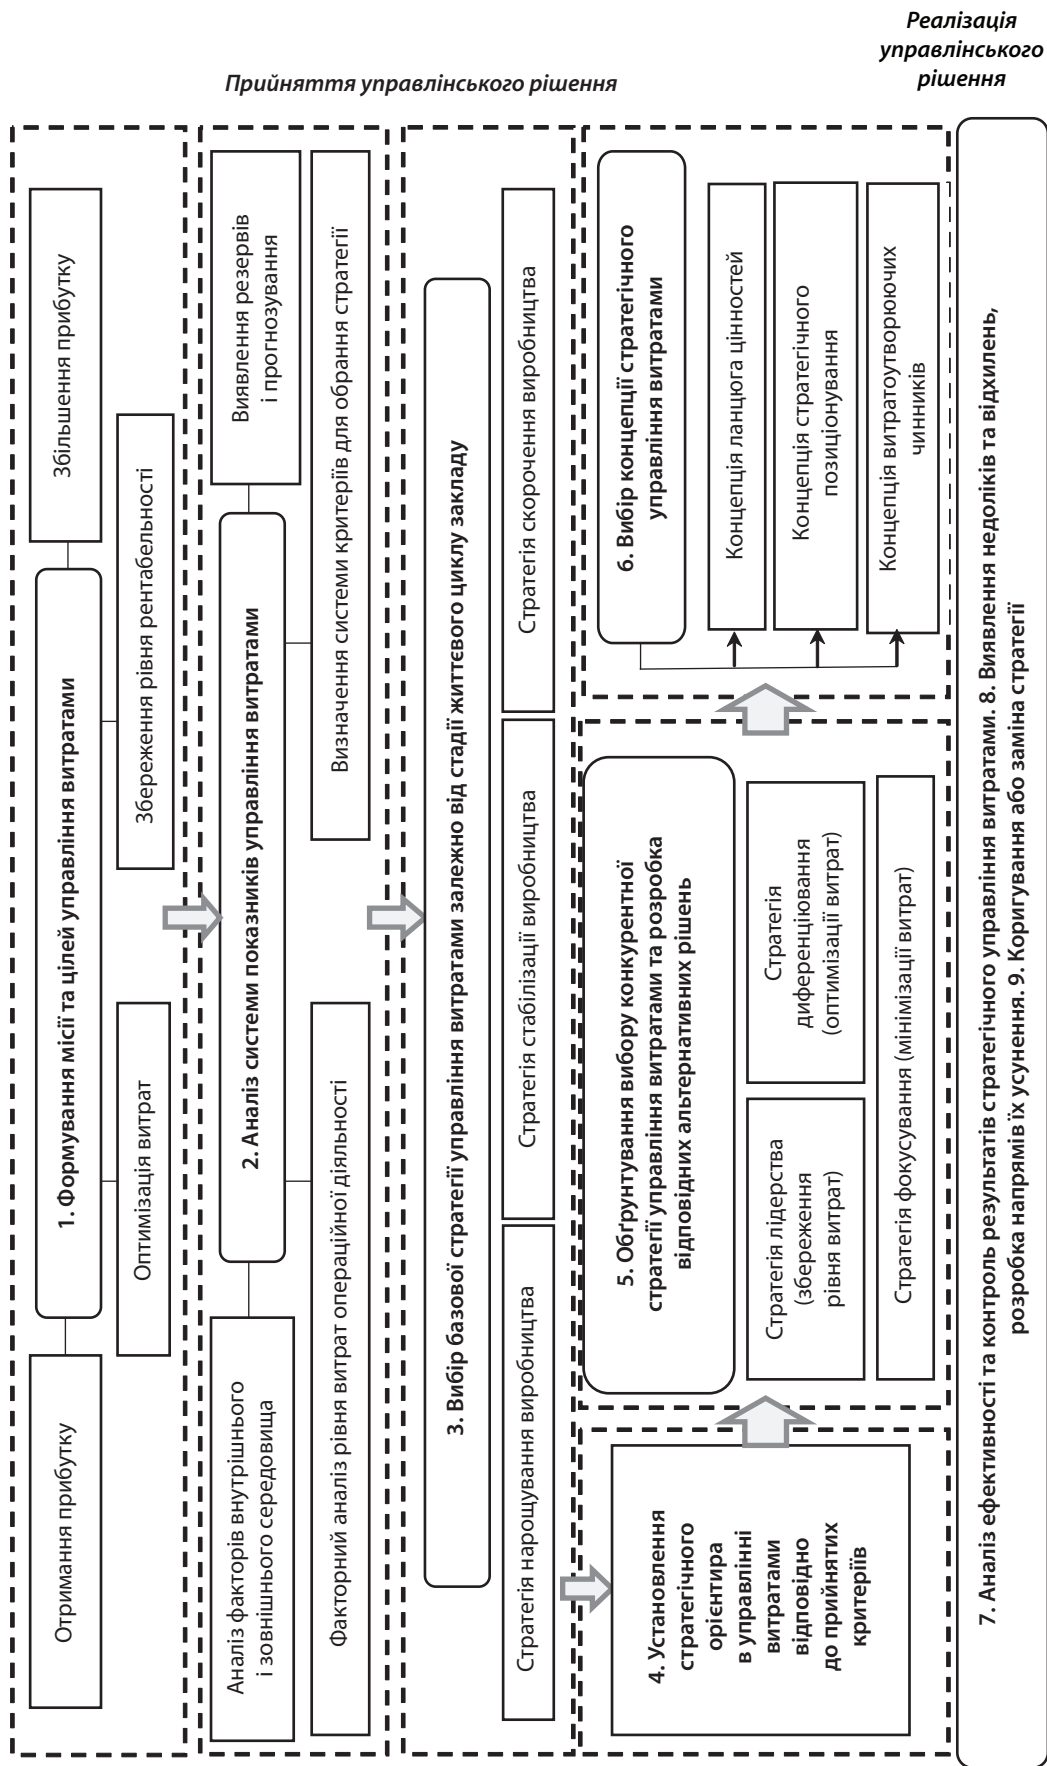 Прийняття управлінського рішення
Реалізація
управлінського
рішення
1. Формування місії та цілей управління витратами
Отримання прибутку
Оптимізація витрат
Збереження рівня рентабельності
Збільшення прибутку
2. Аналіз системи показників управління витратами
Аналіз факторів внутрішнього
і зовнішнього середовища
Факторний аналіз рівня витрат операційної діяльності
Визначення системи критеріїв для обрання стратегії
Виявлення резервів
і прогнозування
3. Вибір базової стратегії управління витратами залежно від стадії життєвого циклу закладу
Стратегія нарощування виробництва
Стратегія стабілізації виробництва
Стратегія скорочення виробництва
4. Установлення
стратегічного
орієнтира
в управлінні
витратами
відповідно
до прийнятих
критеріїв
5. Обґрунтування вибору конкурентної
стратегії управління витратами та розробка
відповідних альтернативних рішень
Стратегія лідерства
(збереження
рівня витрат)
Стратегія
диференціювання
(оптимізації витрат)
Стратегія фокусування (мінімізації витрат)
6. Вибір концепції стратегічного
управління витратами
Концепція ланцюга цінностей
Концепція стратегічного
позиціонування
Концепція витратоутворюючих
чинників
7. Аналіз ефективності та контроль результатів стратегічного управління витратами. 8. Виявлення недоліків та відхилень,
розробка напрямів їх усунення. 9. Коригування або заміна стратегії